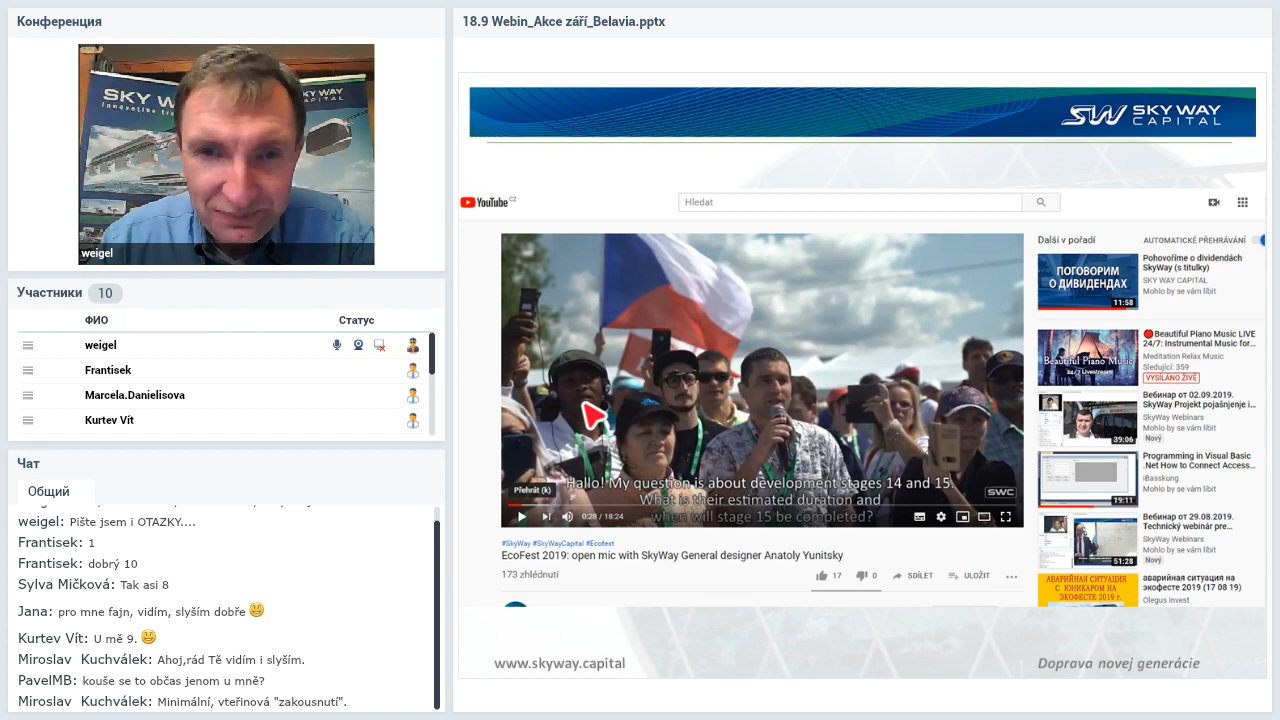 Конференция
SKY W
CAPITAL
weigel
Участники 10
ФИО Статус
weigel
Frantisek
Marcela.Danielisova
Kurtev Vít
Чат
Общий
weigel: Pište jsem i OTAZKY....
Frantisek: 1
Frantisek: dobrý 10
Sylva Mičková: Tak asi 8
Jana: pro mne fajn, vidím, slyším dobře
Kurtev Vít: U mě 9.
Miroslav Kuchválek: Ahoj,rád Tě vidím i slyším.
PavelMB: kouše se to občas jenom u mně?
Miroslav Kuchválek: Minimální, vteřinová "zakousnutí".
18.9 Webin_Akce září_Belavia.pptx
SW SKY WAY
CAPITAL
YouTube CZ
Hledat
Přehrát (k)
Hallo! My question is about development stages 14 and 15.
What is their estimated duration and
when will stage 15 be completed?
SWC
0:28 / 18:24
#SkyWay #SkyWayCapital #Ecofest
EcoFest 2019: open mic with SkyWay General designer Anatoly Yunitsky
173 zhlédnutí
17
0
SDÍLET
ULOŽIT
Další v pořadí
AUTOMATICKÉ PŘEHRÁVÁNÍ
ПОГОВОРИМ
О ДИВИДЕНДАХ
11:58
Pohovoříme o dividendách
SkyWay (s titulky)
SKY WAY CAPITAL
Mohlo by se vám líbit
Beautiful Piano Music
24/7 Livestream
Beautiful Piano Music LIVE
24/7: Instrumental Music for...
Meditation Relax Music
Sledující: 359
VYSÍLÁNO ŽIVĚ
39:06
Вебинар от 02.09.2019.
SkyWay Projekt pojašnjenje i...
SkyWay Webinars
Mohlo by se vám líbit
Nový
19:11
Programming in Visual Basic
.Net How to Connect Access...
iBasskung
Mohlo by se vám líbit
51:28
Вебинар от 29.08.2019.
Technický webinár pre...
SkyWay Webinars
Mohlo by se vám líbit
Nový
АВАРИЙНАЯ СИТУАЦИЯ
С ЮНИКАРОМ НА
ЭКОФЕСТЕ 2019 г.
аварийная ситуация на
экофесте 2019 (17 08 19)
Olegus invest
www.skyway.capital
Doprava novej generácie